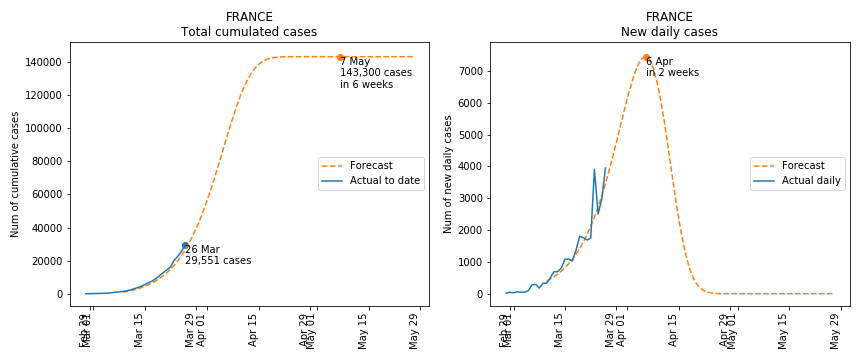 FRANCE
Total cumulated cases
Num of cumulative cases
140000
120000
100000
80000
60000
40000
20000
0
7 May
143,300 cases
in 6 weeks
Forecast
Actual to date
26 Mar
29,551 cases
Feb 29
Mar 01
Mar 15
Mar 29
Apr 01
Apr 15
Apr 29
May 01
May 15
May 29
FRANCE
New daily cases
Num of new daily cases
7000
6000
5000
4000
3000
2000
1000
0
6 Apr
in 2 weeks
Forecast
Actual daily
Feb 29
Mar 01
Mar 15
Mar 29
Apr 01
Apr 15
Apr 29
May 01
May 15
May 29